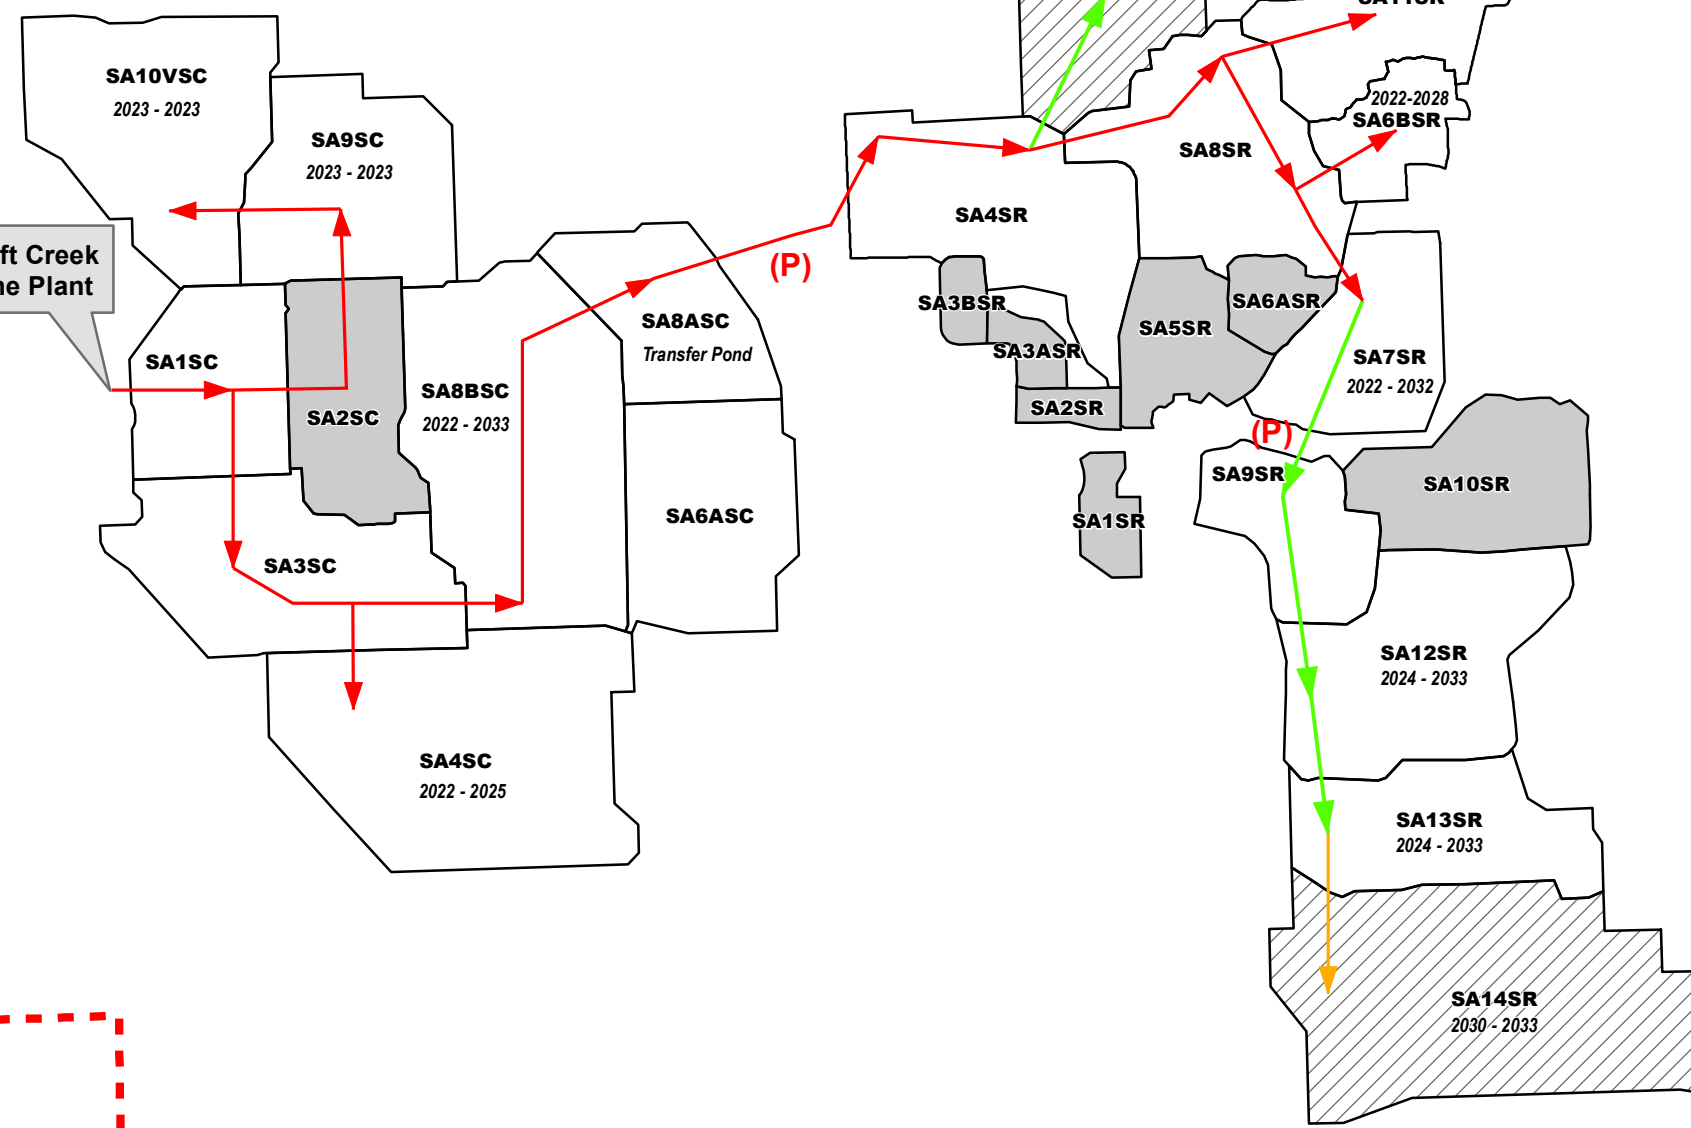 SA10VSC
2023 - 2023
SA9SC
2023 - 2023
ft Creek
ne Plant
SA1SC
SA2SC
SA8BSC
2022 - 2033
SA8ASC
Transfer Pond
SA6ASC
SA3SC
SA4SC
2022 - 2025
(P)
2022-2028
SA6BSR
SA8SR
SA4SR
SA3BSR
SA3ASR
SA2SR
SA5SR
SA6ASR
SA7SR
2022 - 2032
(P)
SA9SR
SA10SR
SA1SR
SA12SR
2024 - 2033
SA13SR
2024 - 2033
SA14SR
2030 - 2033